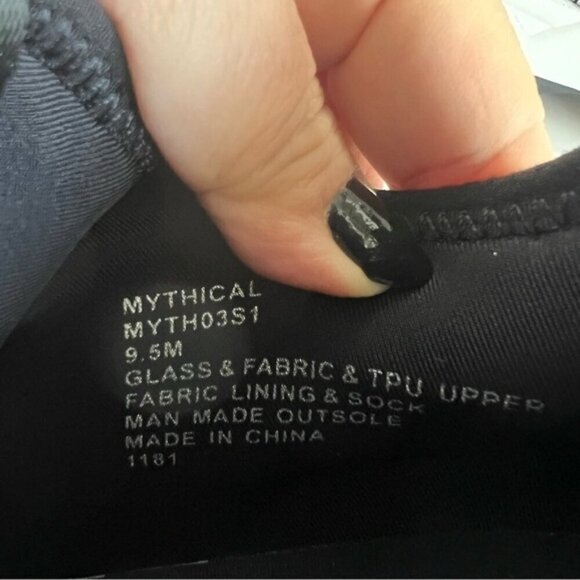 MYTHICAL
MYTH03S1
9.5M
GLASS & FABRIC & TPU UPPER
FABRIC LINING & SOCK
MAN MADE OUTSOLE
MADE IN CHINA
1181